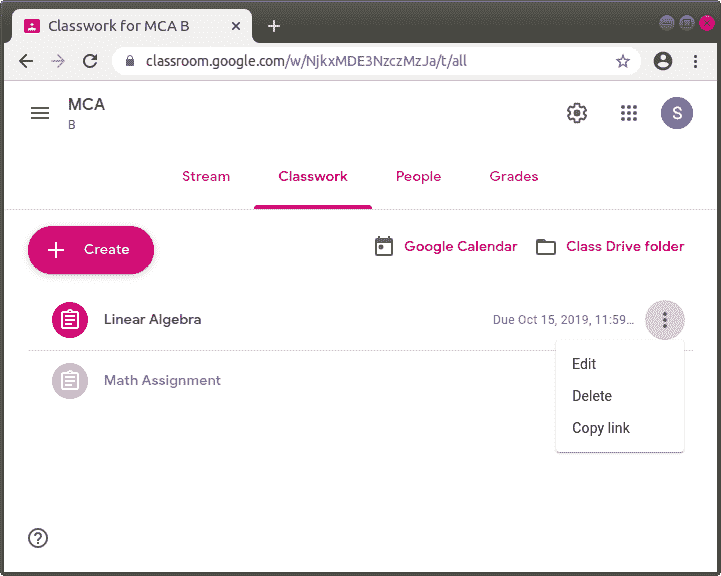 Classwork for MCA B
classroom.google.com/w/NjkxMDE3NzczMzJa/t/all
MCA
B
S
Stream Classwork People Grades
Create Google Calendar Class Drive folder
Linear Algebra Due Oct 15, 2019, 11:59...
Edit
Math Assignment
Delete
Copy link